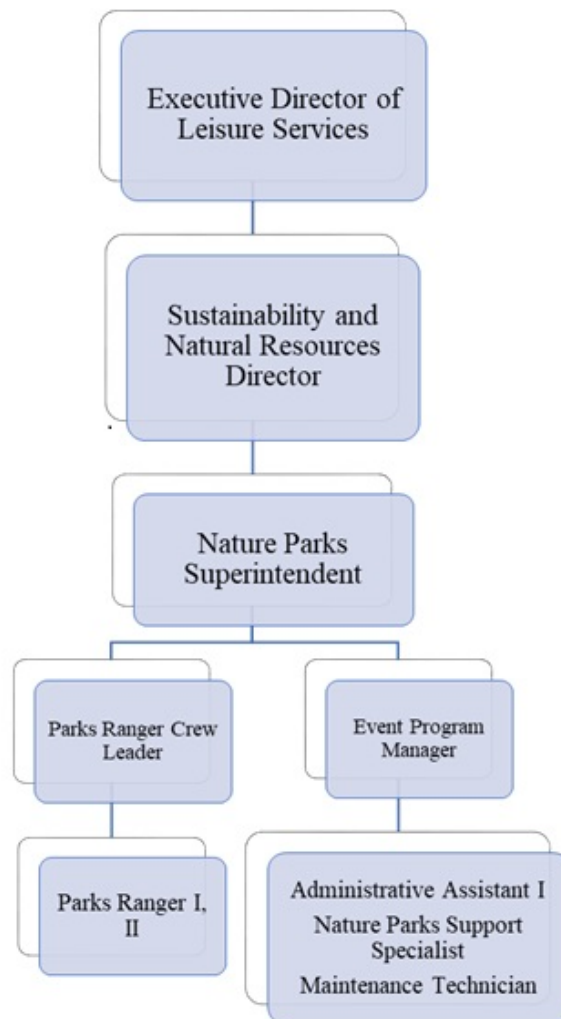 Executive Director of
Leisure Services
Sustainability and
Natural Resources
Director
Nature Parks
Superintendent
Parks Ranger Crew
Leader
Event Program
Manager
Parks Ranger I,
II
Administrative Assistant I
Nature Parks Support
Specialist
Maintenance Technician